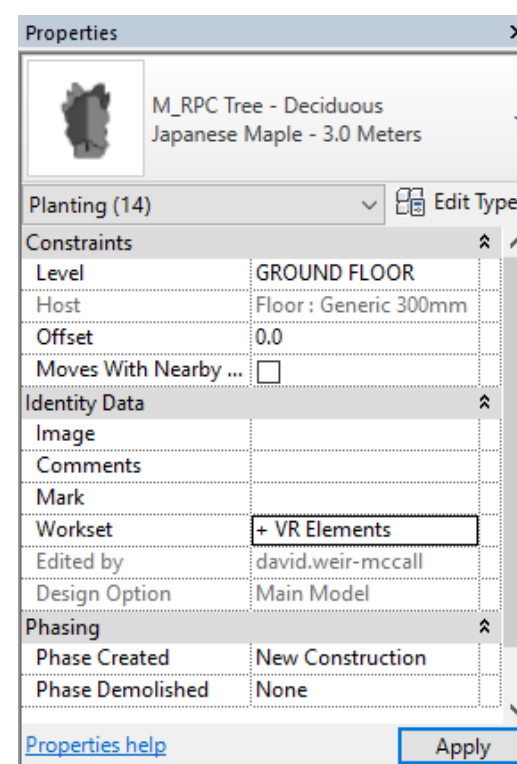 Properties
M_RPC Tree - Deciduous
Japanese Maple - 3.0 Meters
Planting (14) Edit Type
Constraints
Level GROUND FLOOR
Host Floor : Generic 300mm
Offset 0.0
Moves With Nearby ...
Identity Data
Image
Comments
Mark
Workset + VR Elements
Edited by david.weir-mccall
Design Option Main Model
Phasing
Phase Created New Construction
Phase Demolished None
Properties help Apply